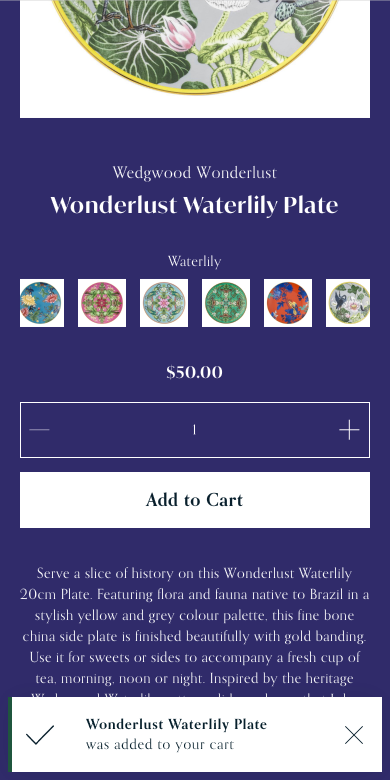 Wedgwood Wonderlust
Wonderlust Waterlily Plate
Waterlily
$50.00
1
Add to Cart
Serve a slice of history on this Wonderlust Waterlily
20cm Plate. Featuring flora and fauna native to Brazil in a
stylish yellow and grey colour palette, this fine bone
china side plate is finished beautifully with gold banding.
Use it for sweets or sides to accompany a fresh cup of
tea, morning, noon or night. Inspired by the heritage
Wonderlust Waterlily Plate
was added to your cart